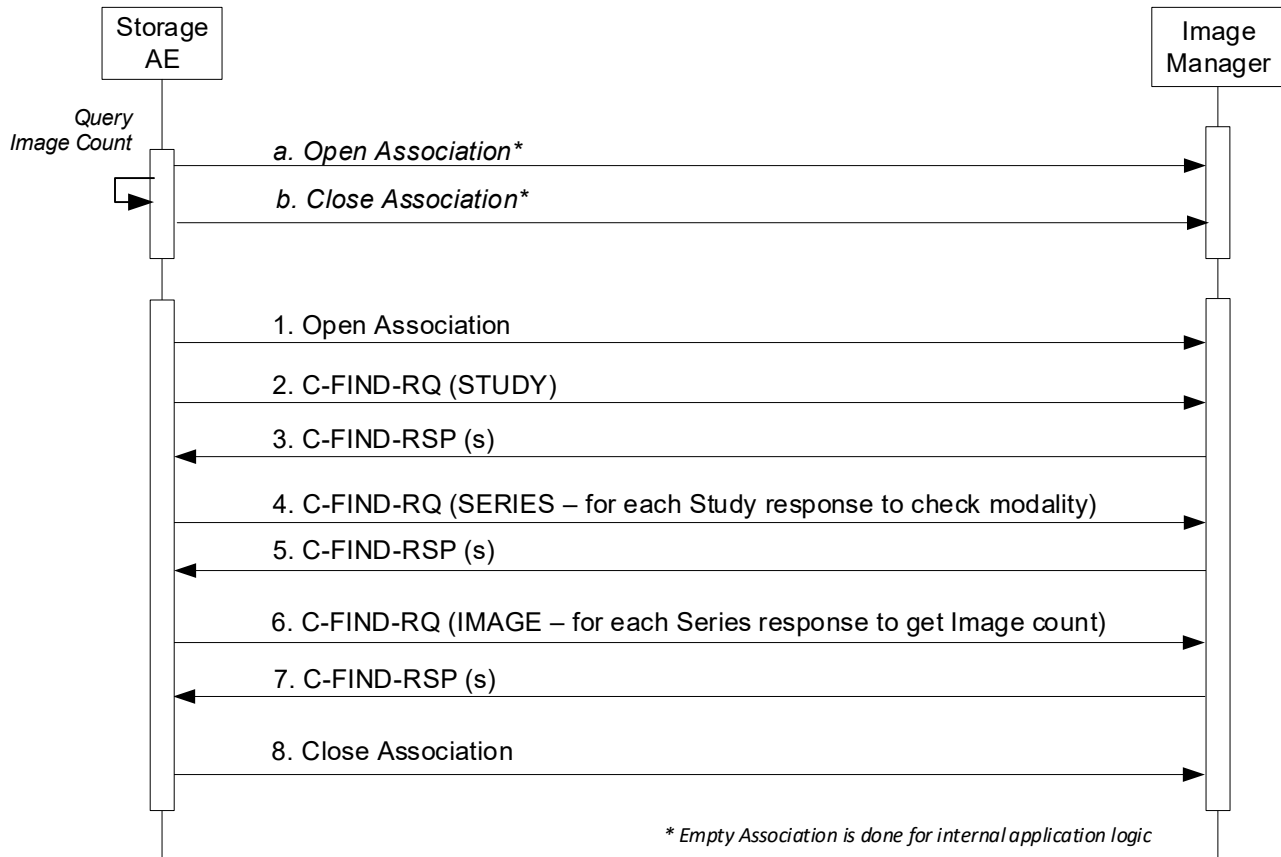 Storage
AE
Image
Manager
Query
Image Count
a. Open Association*
b. Close Association*
1. Open Association
2. C-FIND-RQ (STUDY)
3. C-FIND-RSP (s)
4. C-FIND-RQ (SERIES – for each Study response to check modality)
5. C-FIND-RSP (s)
6. C-FIND-RQ (IMAGE – for each Series response to get Image count)
7. C-FIND-RSP (s)
8. Close Association
* Empty Association is done for internal application logic